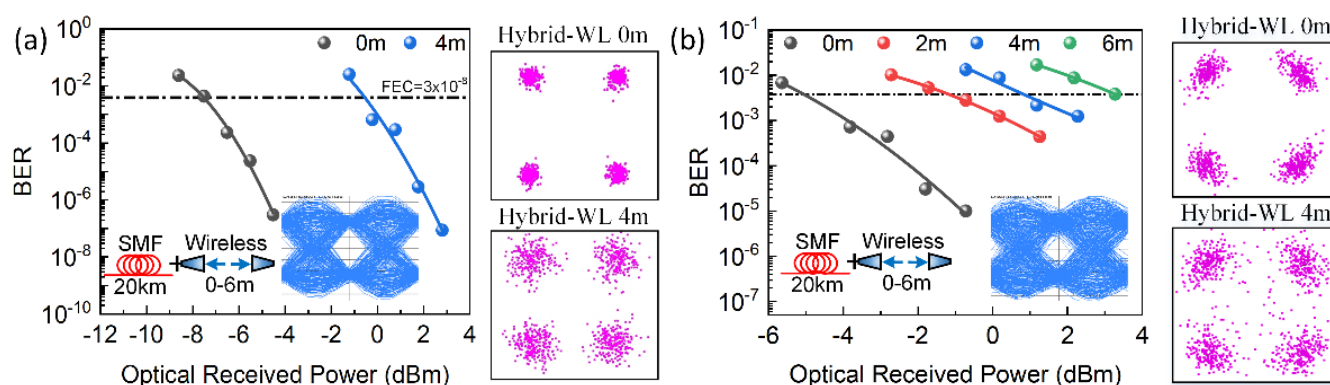 (a)
0m 4m
FEC=3x10⁻³
BER
10⁰
10⁻²
10⁻⁴
10⁻⁶
10⁻⁸
10⁻¹⁰
SMF
20km
Wireless
0-6m
-12 -10 -8 -6 -4 -2 0 2 4
Optical Received Power (dBm)
Hybrid-WL 0m
Hybrid-WL 4m
(b)
0m 2m 4m 6m
BER
10⁻¹
10⁻²
10⁻³
10⁻⁴
10⁻⁵
10⁻⁶
10⁻⁷
SMF
20km
Wireless
0-6m
-6 -4 -2 0 2 4
Optical Received Power (dBm)
Hybrid-WL 0m
Hybrid-WL 4m